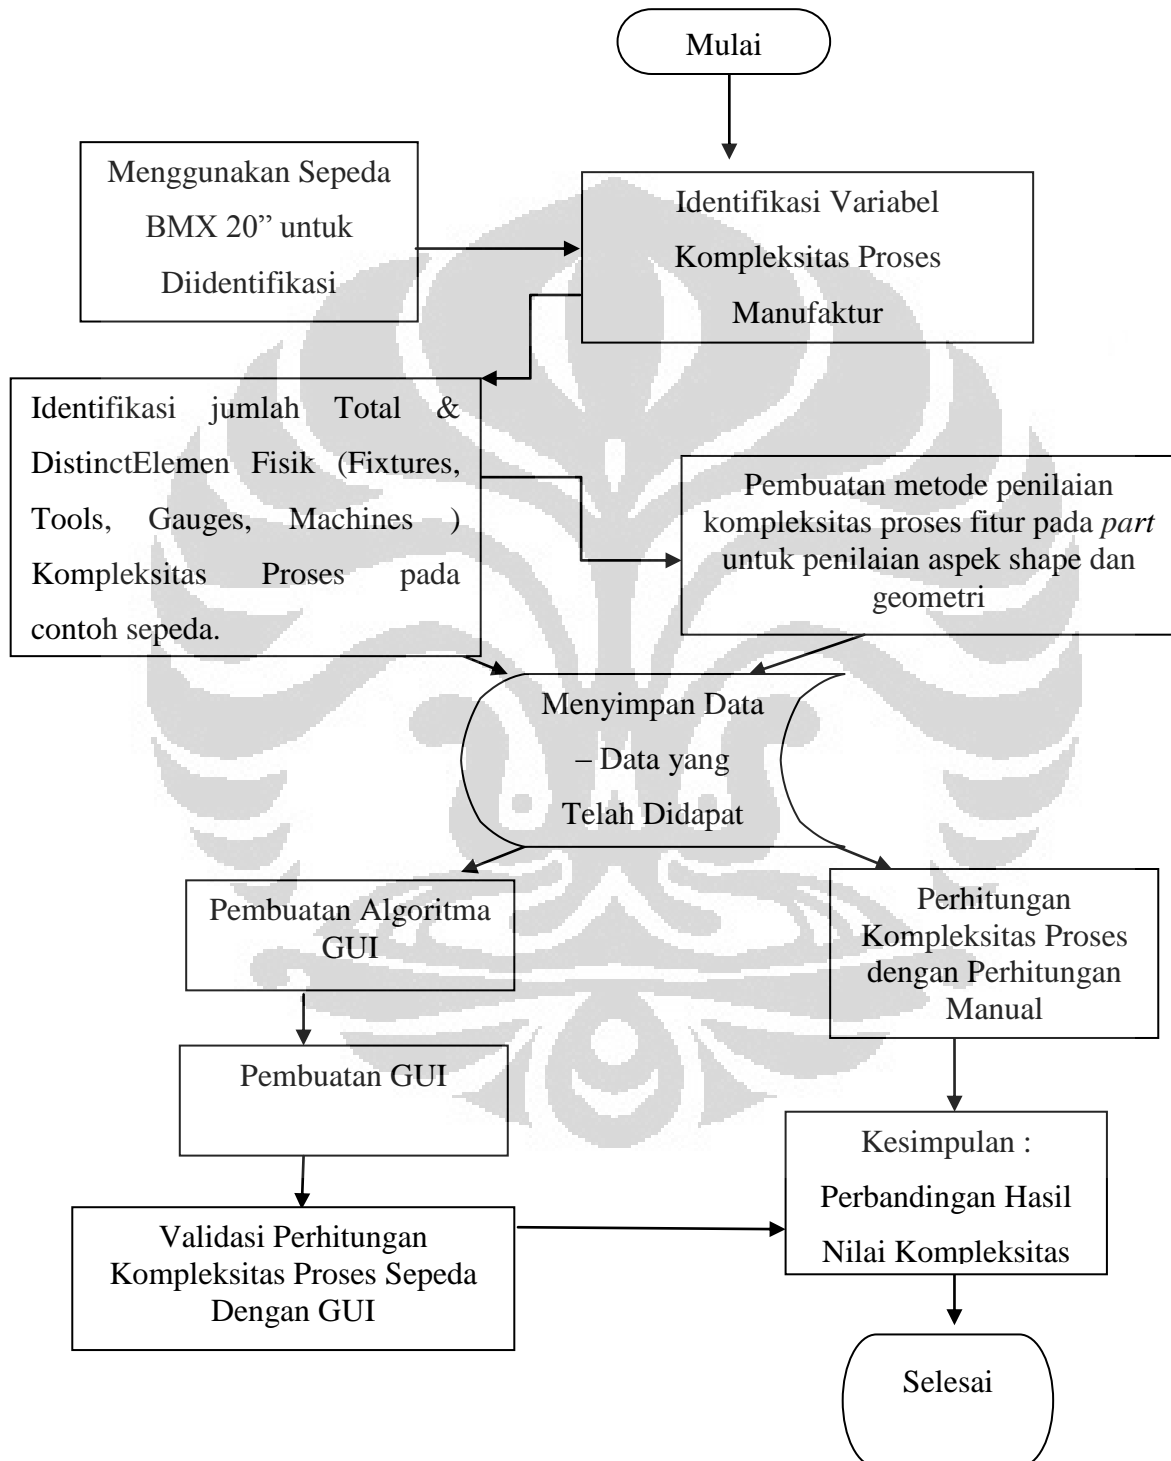 Mulai
Menggunakan Sepeda
BMX 20” untuk
Diidentifikasi
Identifikasi Variabel
Kompleksitas Proses
Manufaktur
Identifikasi jumlah Total &
DistinctElemen Fisik (Fixtures,
Tools, Gauges, Machines )
Kompleksitas Proses pada
contoh sepeda.
Pembuatan metode penilaian
kompleksitas proses fitur pada part
untuk penilaian aspek shape dan
geometri
Menyimpan Data
– Data yang
Telah Didapat
Pembuatan Algoritma
GUI
Perhitungan
Kompleksitas Proses
dengan Perhitungan
Manual
Pembuatan GUI
Kesimpulan :
Perbandingan Hasil
Nilai Kompleksitas
Validasi Perhitungan
Kompleksitas Proses Sepeda
Dengan GUI
Selesai